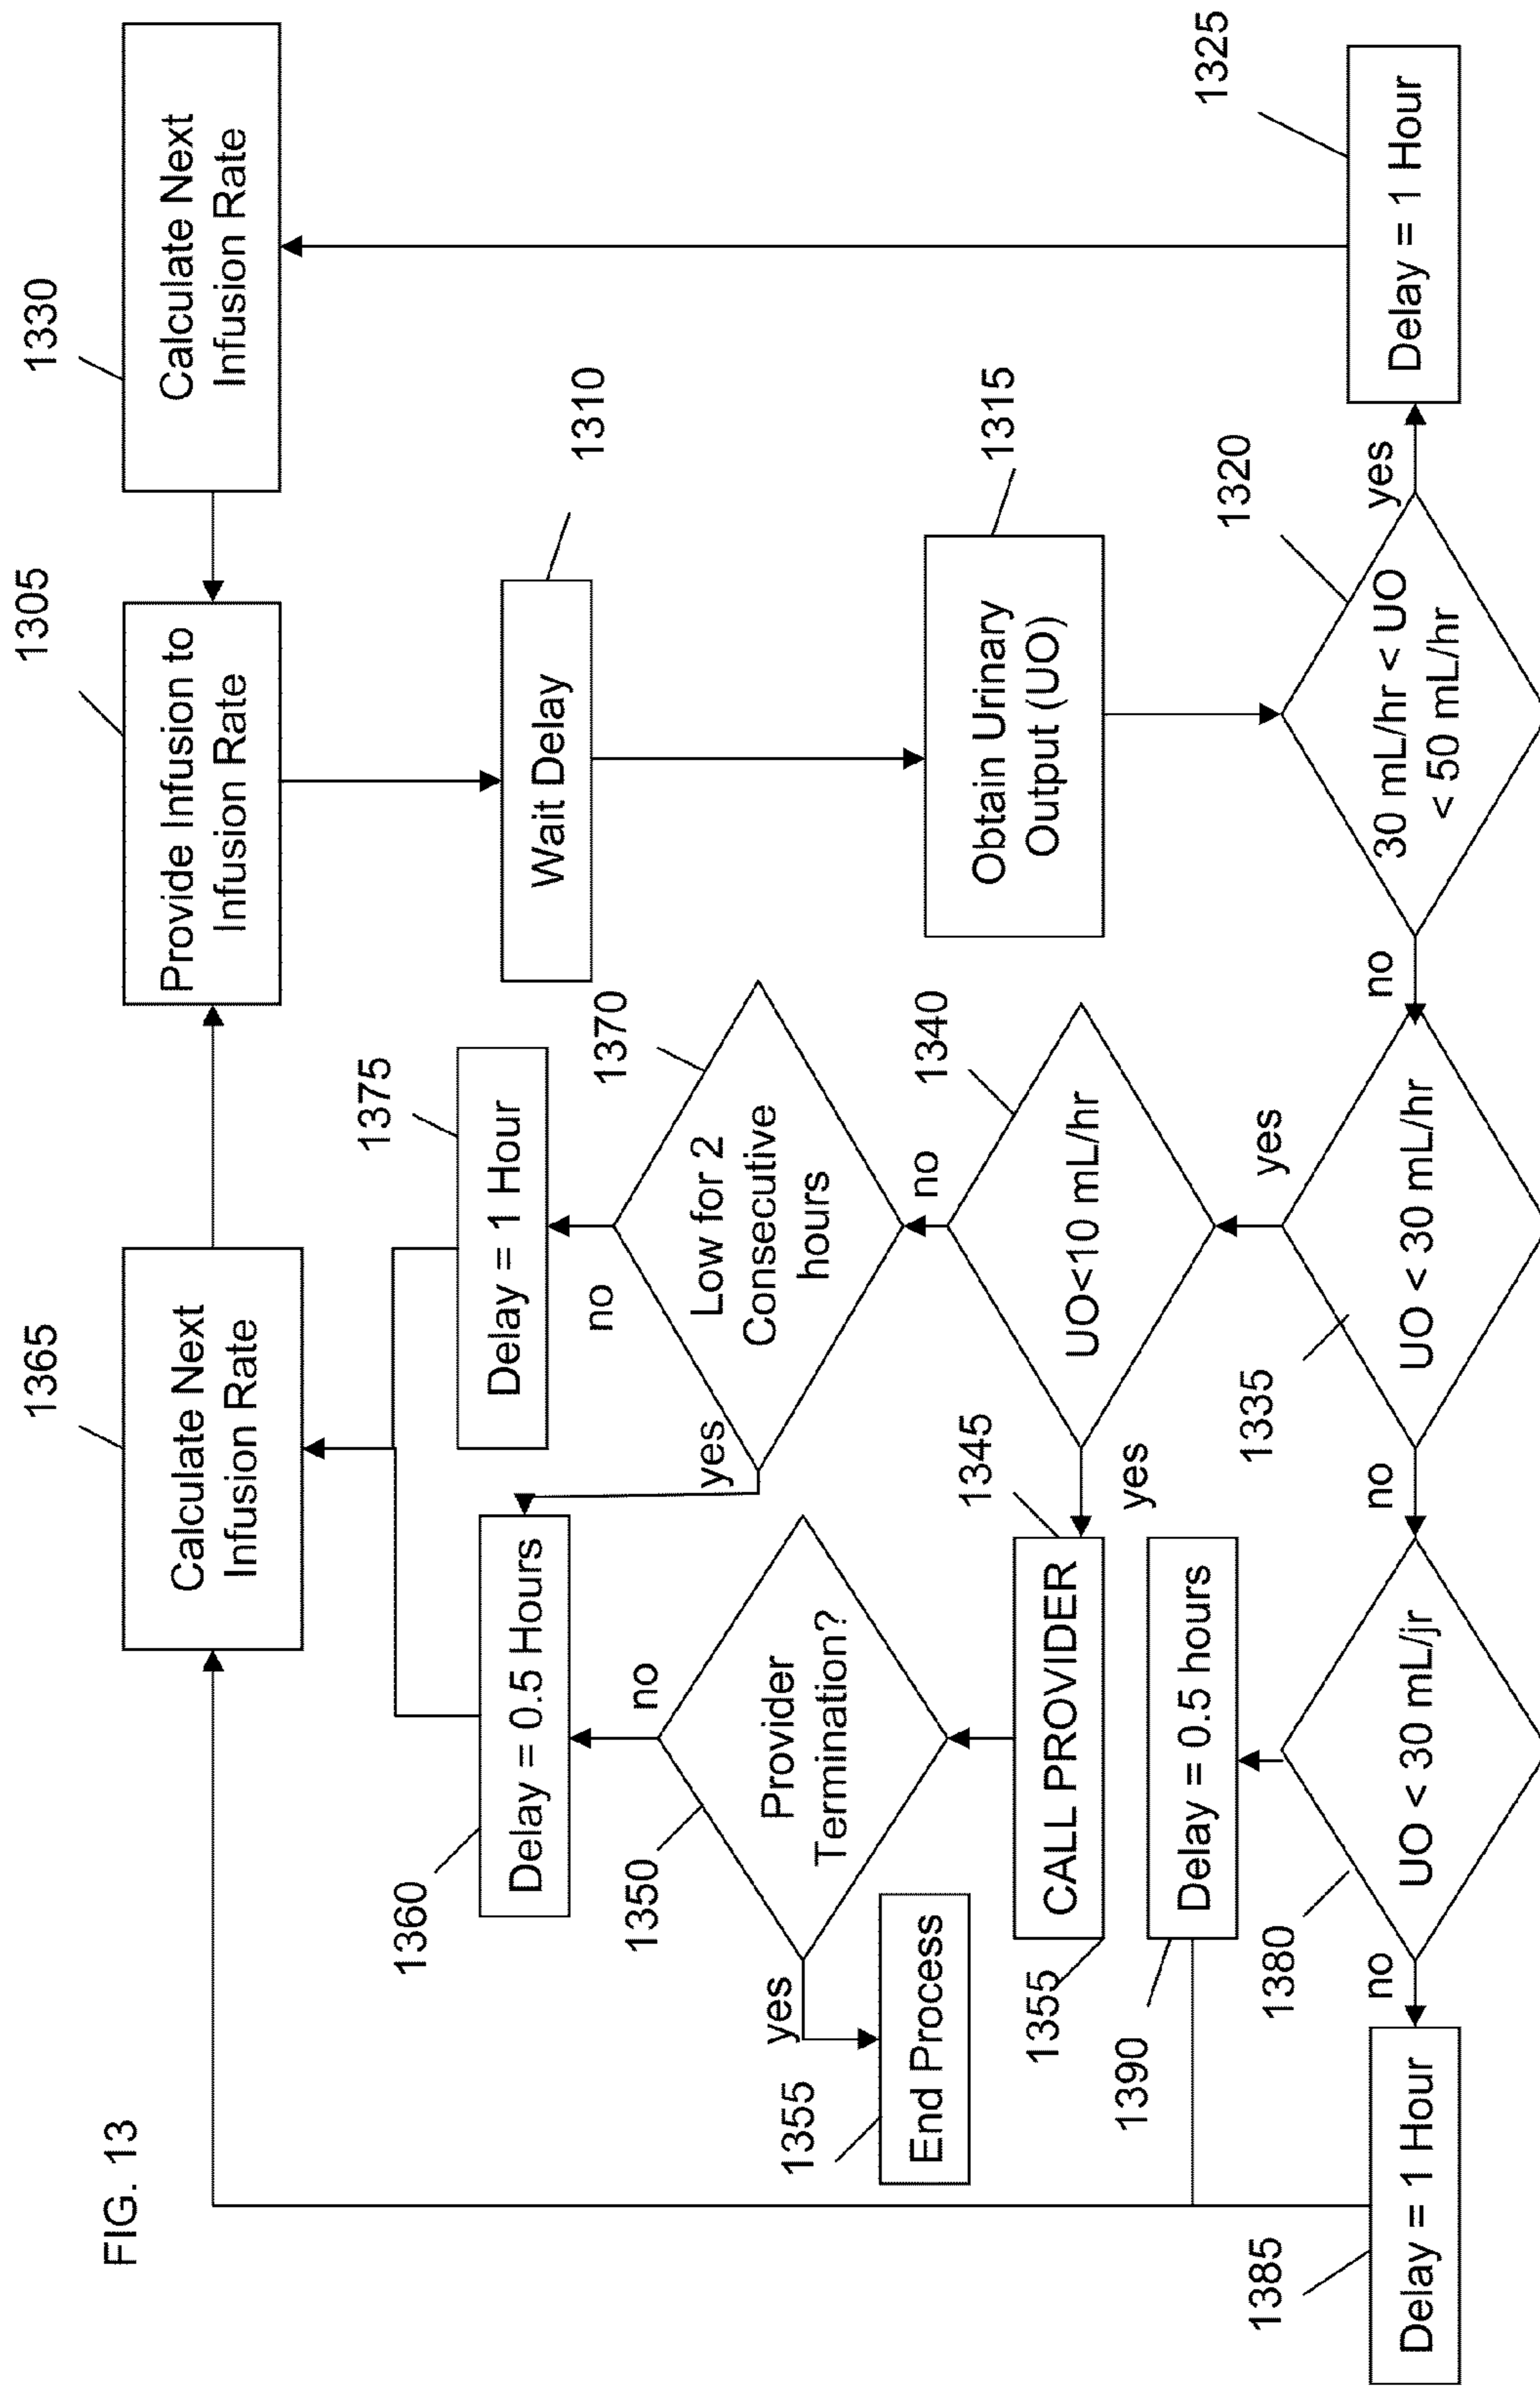 FIG. 13
1365
1305
1330
Calculate Next
Infusion Rate
Provide Infusion to
Infusion Rate
Calculate Next
Infusion Rate
1375
Delay = 1 Hour
1310
Wait Delay
1360
Delay = 0.5 Hours
yes
no
1370
Low for 2
Consecutive
hours
1350
no
Provider
Termination?
yes
1355
End Process
no
1340
UO<10 mL/hr
1315
Obtain Urinary
Output (UO)
1345
CALL PROVIDER
1355
yes
1390
Delay = 0.5 hours
1335
yes
1320
1325
1385
Delay = 1 Hour
no
1380
UO < 30 mL/jr
no
UO < 30 mL/hr
no
30 mL/hr < UO
< 50 mL/hr
yes
Delay = 1 Hour